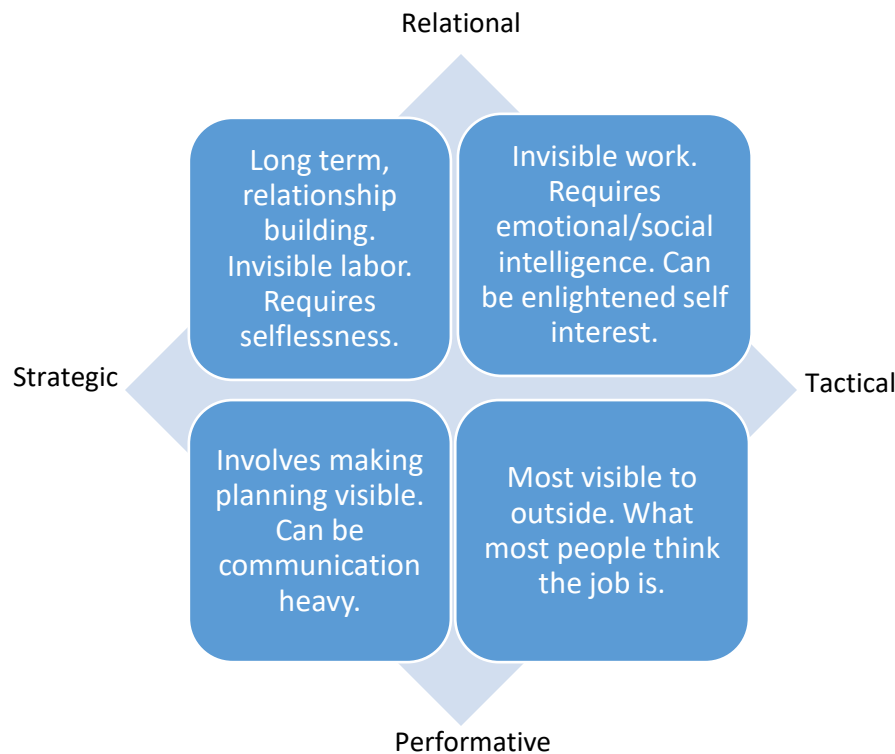 Relational
Long term,
relationship
building.
Invisible labor.
Requires
selflessness.
Invisible work.
Requires
emotional/social
intelligence. Can
be enlightened self
interest.
Strategic
Tactical
Involves making
planning visible.
Can be
communication
heavy.
Most visible to
outside. What
most people think
the job is.
Performative